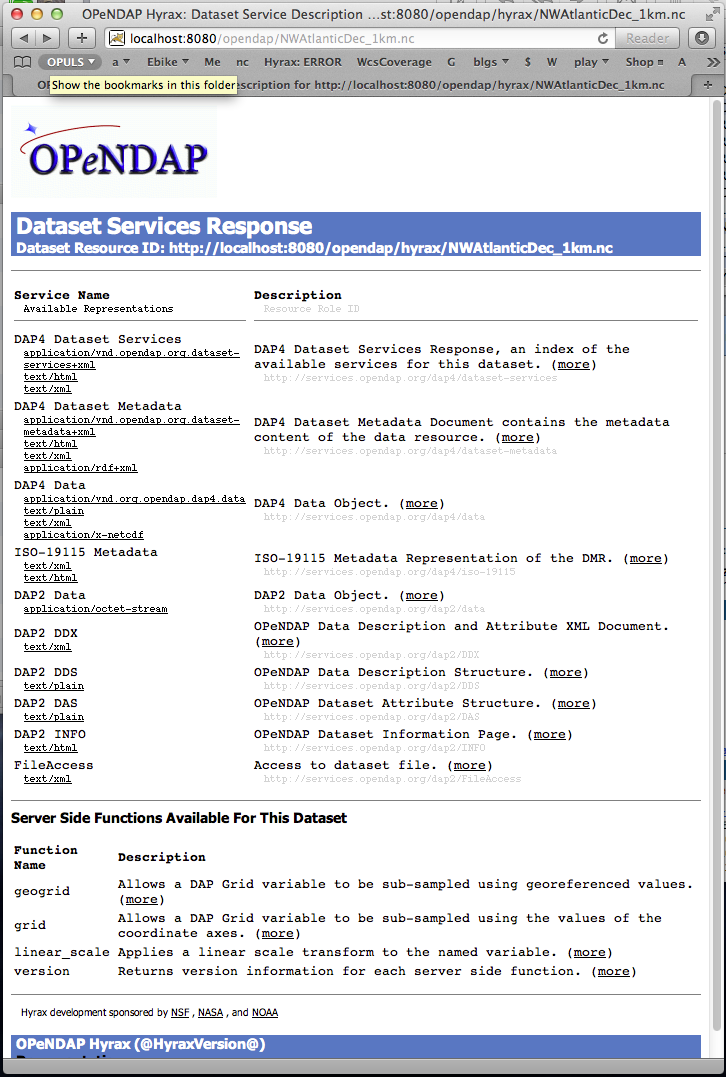 OPeNDAP Hyrax: Dataset Service Description ...st:8080/opendap/hyrax/NWAtlanticDec_1km.nc
localhost:8080/opendap/hyrax/NWAtlanticDec_1km.nc
Reader
OPULS a Ebike Me nc Hyrax: ERROR WcsCoverage G blgs $ W play Shop A
Show the bookmarks in this folder
escription for http://localhost:8080/opendap/hyrax/NWAtlanticDec_1km.nc
OPeNDAP
Dataset Services Response
Dataset Resource ID: http://localhost:8080/opendap/hyrax/NWAtlanticDec_1km.nc
Service Name Description
Available Representations Resource Role ID
DAP4 Dataset Services
application/vnd.opendap.org.dataset-
services+xml
text/html
text/xml
DAP4 Dataset Services Response, an index of the
available services for this dataset. (more)
http://services.opendap.org/dap4/dataset-services
DAP4 Dataset Metadata
application/vnd.opendap.org.dataset-
metadata+xml
text/html
text/xml
application/rdf+xml
DAP4 Dataset Metadata Document contains the metadata
content of the data resource. (more)
http://services.opendap.org/dap4/dataset-metadata
DAP4 Data
application/vnd.org.opendap.dap4.data
text/plain
text/xml
application/x-netcdf
DAP4 Data Object. (more)
http://services.opendap.org/dap4/data
ISO-19115 Metadata
text/xml
text/html
ISO-19115 Metadata Representation of the DMR. (more)
http://services.opendap.org/dap4/iso-19115
DAP2 Data
application/octet-stream
DAP2 Data Object. (more)
http://services.opendap.org/dap2/data
DAP2 DDX
text/xml
OPeNDAP Data Description and Attribute XML Document.
(more)
http://services.opendap.org/dap2/DDX
DAP2 DDS
text/plain
OPeNDAP Data Description Structure. (more)
http://services.opendap.org/dap2/DDS
DAP2 DAS
text/plain
OPeNDAP Dataset Attribute Structure. (more)
http://services.opendap.org/dap2/DAS
DAP2 INFO
text/html
OPeNDAP Dataset Information Page. (more)
http://services.opendap.org/dap2/INFO
FileAccess
text/xml
Access to dataset file. (more)
http://services.opendap.org/dap2/FileAccess
Server Side Functions Available For This Dataset
Function
Name
Description
geogrid
Allows a DAP Grid variable to be sub-sampled using georeferenced values.
(more)
grid
Allows a DAP Grid variable to be sub-sampled using the values of the
coordinate axes. (more)
linear_scale Applies a linear scale transform to the named variable. (more)
version Returns version information for each server side function. (more)
Hyrax development sponsored by NSF , NASA , and NOAA
OPeNDAP Hyrax (@HyraxVersion@)